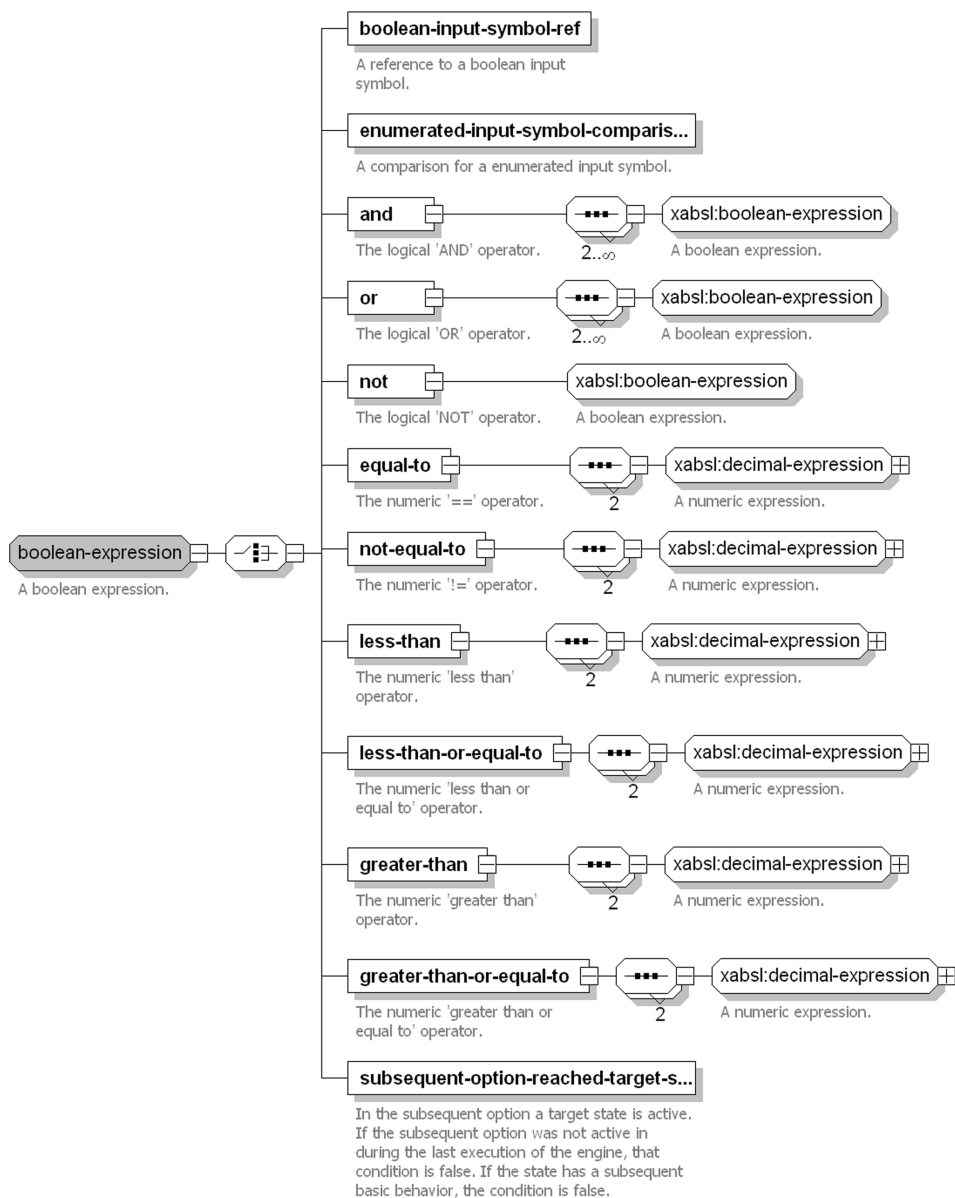 boolean-input-symbol-ref
A reference to a boolean input
symbol.
enumerated-input-symbol-comparis...
A comparison for a enumerated input symbol.
and
xabsl:boolean-expression
The logical 'AND' operator.
2..∞
A boolean expression.
or
xabsl:boolean-expression
The logical 'OR' operator.
2..∞
A boolean expression.
not
xabsl:boolean-expression
The logical 'NOT' operator.
A boolean expression.
equal-to
xabsl:decimal-expression
The numeric '==' operator.
2
A numeric expression.
boolean-expression
A boolean expression.
not-equal-to
xabsl:decimal-expression
The numeric '!=' operator.
2
A numeric expression.
less-than
xabsl:decimal-expression
The numeric 'less than'
operator.
2
A numeric expression.
less-than-or-equal-to
xabsl:decimal-expression
The numeric 'less than or
equal to' operator.
2
A numeric expression.
greater-than
xabsl:decimal-expression
The numeric 'greater than'
operator.
2
A numeric expression.
greater-than-or-equal-to
xabsl:decimal-expression
The numeric 'greater than or
equal to' operator.
2
A numeric expression.
subsequent-option-reached-target-s...
In the subsequent option a target state is active.
If the subsequent option was not active in
during the last execution of the engine, that
condition is false. If the state has a subsequent
basic behavior, the condition is false.